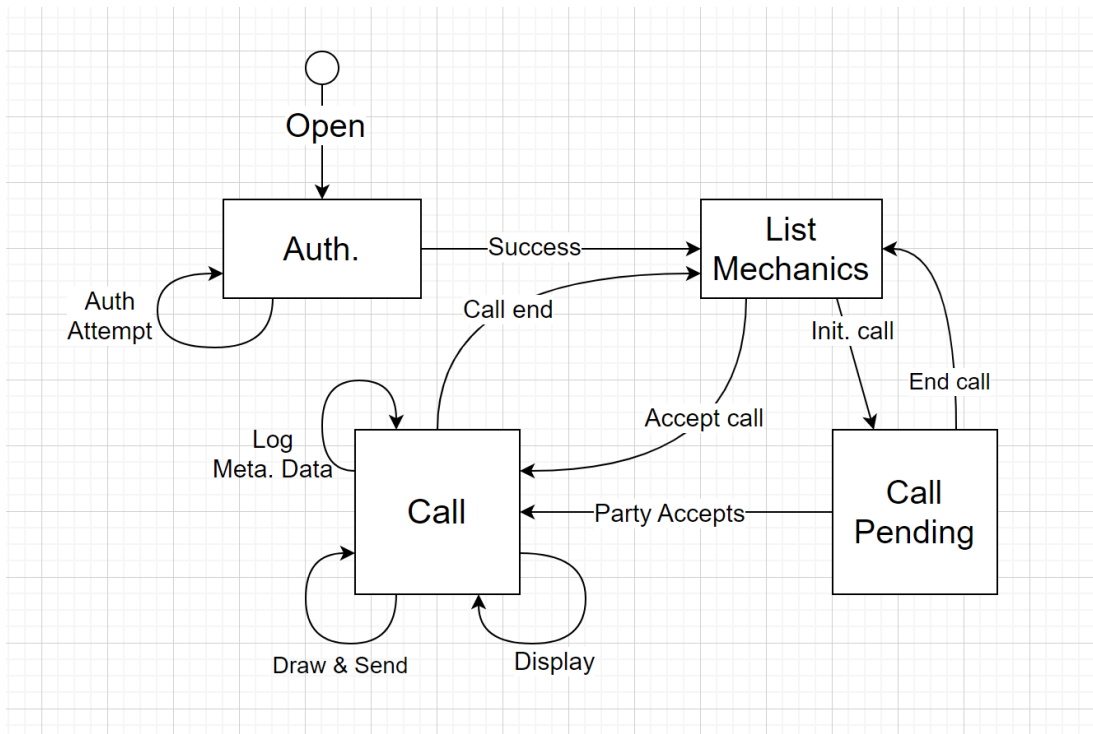 Open
Auth.
Success
List
Mechanics
Auth
Attempt
Call end
Init. call
End call
Accept call
Log
Meta. Data
Call
Party Accepts
Call
Pending
Draw & Send
Display